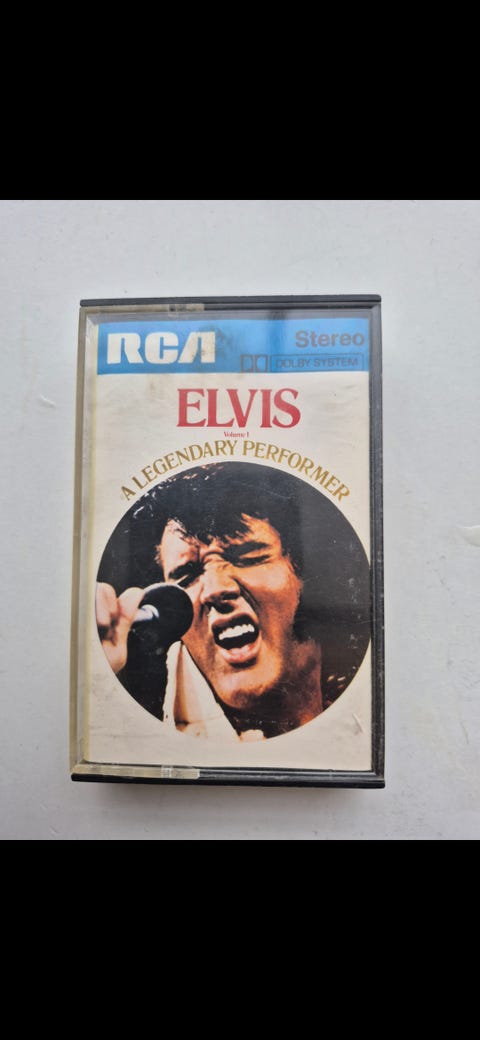 RCA
Stereo
DOLBY SYSTEM
ELVIS
Volume 1
A LEGENDARY PERFORMER